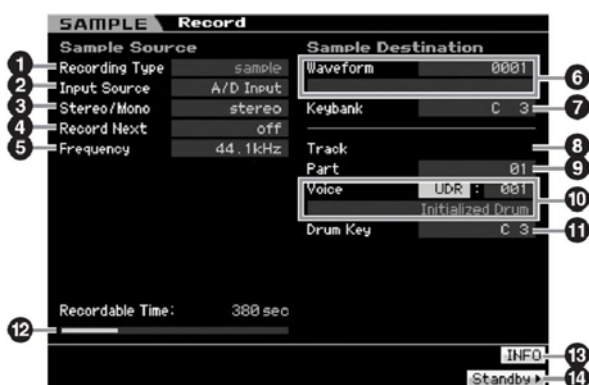 SAMPLE Record
Sample Source
Sample Destination
1 Recording Type sample
2 Input Source A/D Input
3 Stereo/Mono stereo
4 Record Next off
5 Frequency 44.1kHz
Waveform 0001 6
Keybank C 3 7
Track 8
Part 01 9
Voice UDR : 001 10
Initialized Drum
Drum Key C 3 11
Recordable Time: 380 sec
12
INFO 13
Standby 14